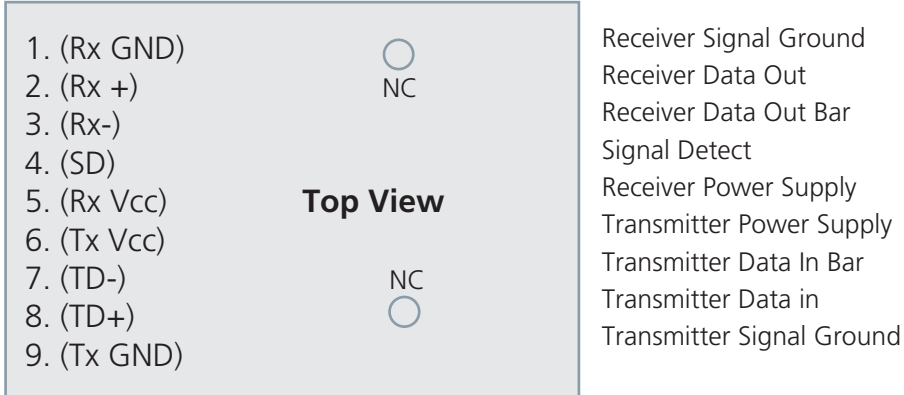 1. (Rx GND)
2. (Rx +)
NC
3. (Rx-)
4. (SD)
5. (Rx Vcc)
Top View
6. (Tx Vcc)
7. (TD-)
NC
8. (TD+)
9. (Tx GND)
Receiver Signal Ground
Receiver Data Out
Receiver Data Out Bar
Signal Detect
Receiver Power Supply
Transmitter Power Supply
Transmitter Data In Bar
Transmitter Data in
Transmitter Signal Ground